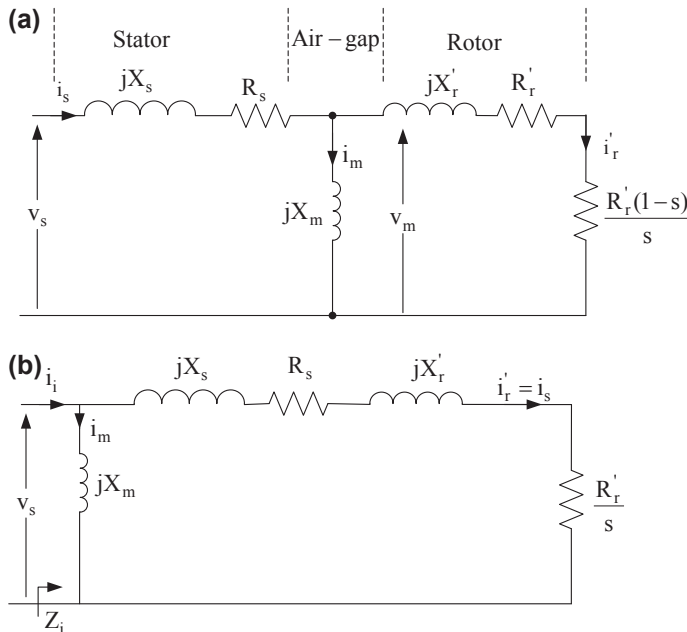 (a)
Stator Air – gap Rotor
i_s jX_s R_s jX'_r R'_r
i_m i'_r
v_s jX_m v_m R'_r(1–s)
s
(b)
i_i jX_s R_s jX'_r i'_r = i_s
i_m
v_s jX_m R'_r
s
Z_i